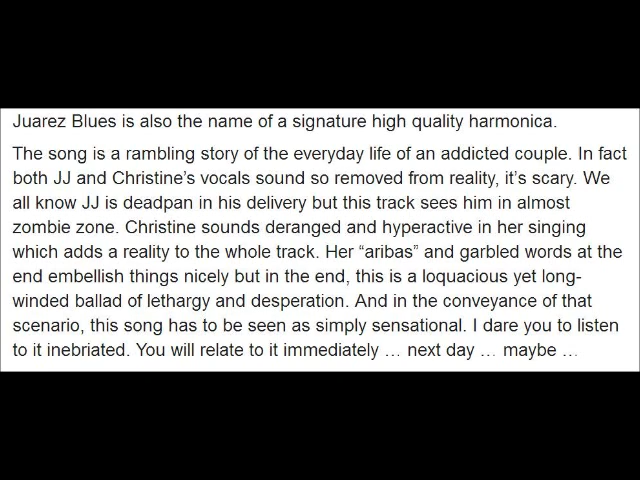 Juarez Blues is also the name of a signature high quality harmonica.
The song is a rambling story of the everyday life of an addicted couple. In fact
both JJ and Christine’s vocals sound so removed from reality, it’s scary. We
all know JJ is deadpan in his delivery but this track sees him in almost
zombie zone. Christine sounds deranged and hyperactive in her singing
which adds a reality to the whole track. Her “aribas” and garbled words at the
end embellish things nicely but in the end, this is a loquacious yet long-
winded ballad of lethargy and desperation. And in the conveyance of that
scenario, this song has to be seen as simply sensational. I dare you to listen
to it inebriated. You will relate to it immediately … next day … maybe …